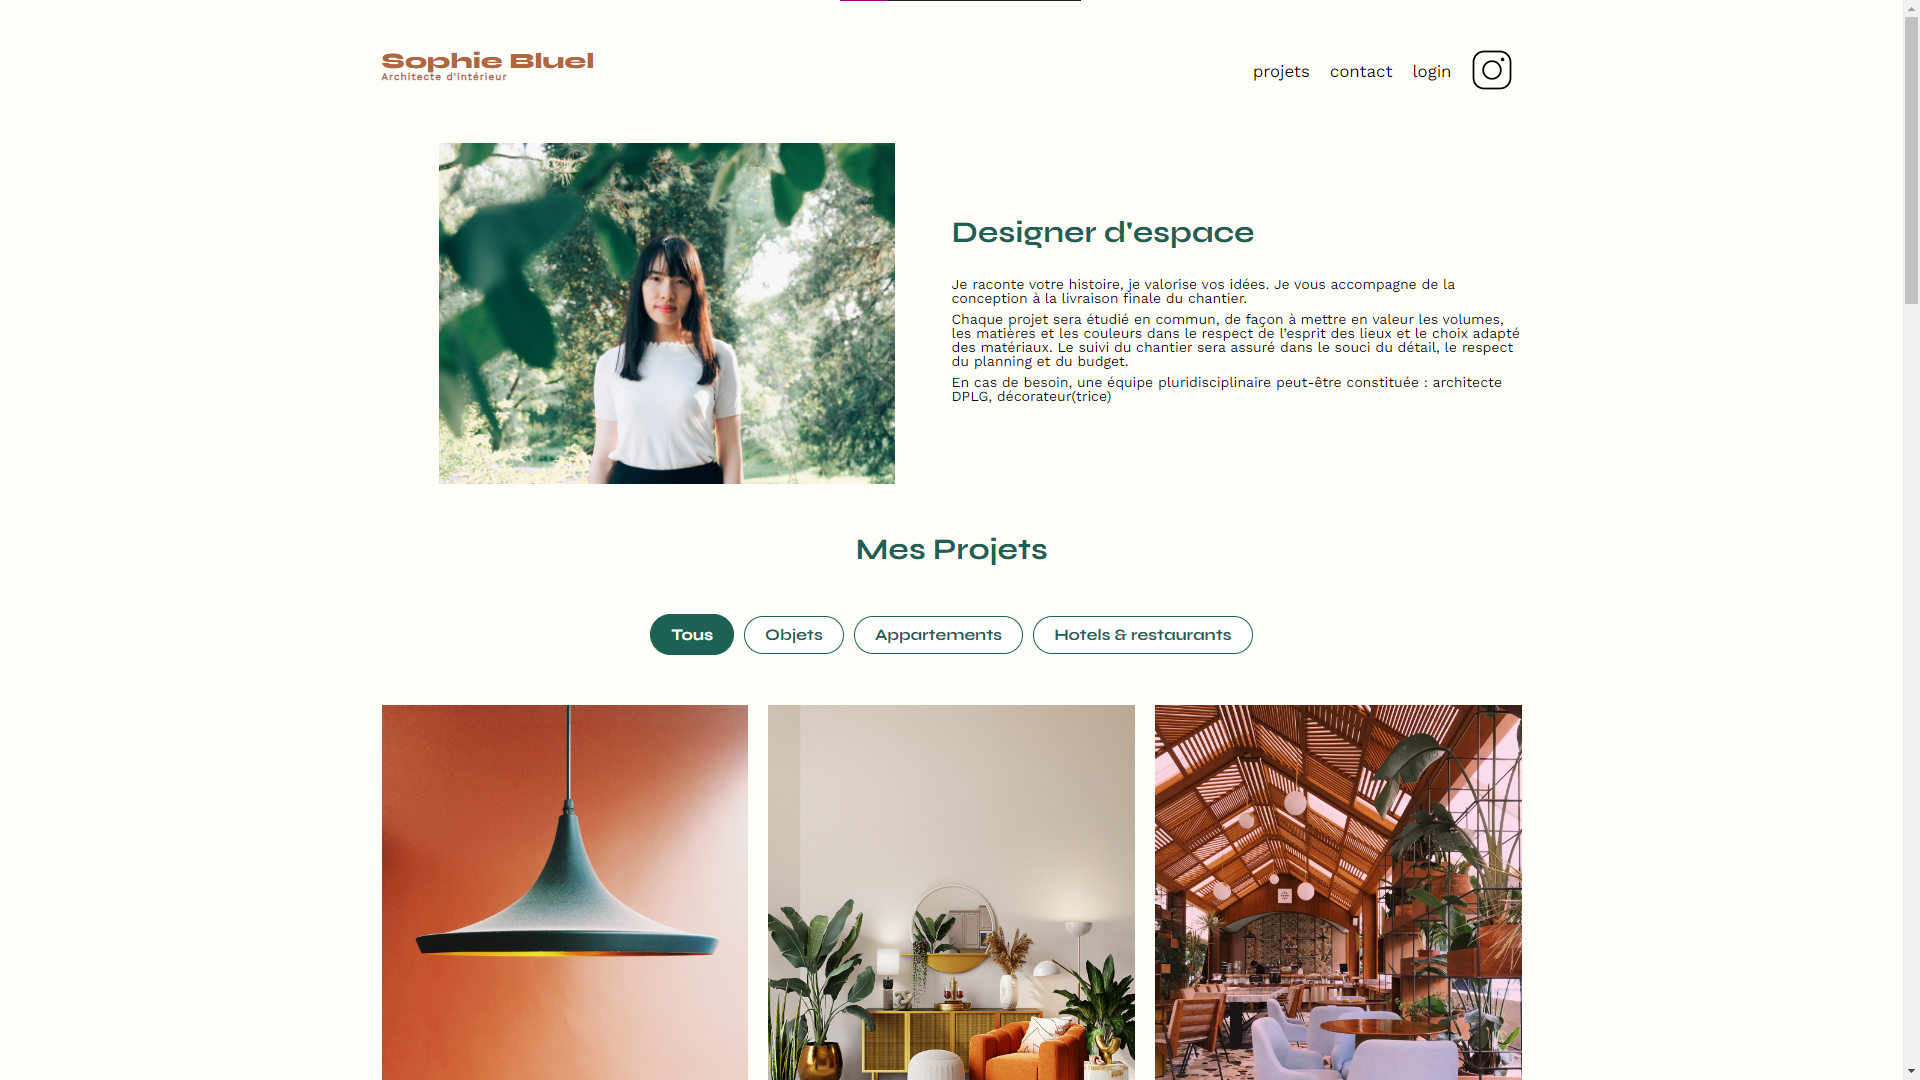 Sophie Bluel
Architecte d'intérieur
projets
contact
login
Designer d'espace
Je raconte votre histoire, je valorise vos idées. Je vous accompagne de la
conception à la livraison finale du chantier.
Chaque projet sera étudié en commun, de façon à mettre en valeur les volumes,
les matières et les couleurs dans le respect de l’esprit des lieux et le choix adapté
des matériaux. Le suivi du chantier sera assuré dans le souci du détail, le respect
du planning et du budget.
En cas de besoin, une équipe pluridisciplinaire peut-être constituée : architecte
DPLG, décorateur(trice)
Mes Projets
Tous
Objets
Appartements
Hotels & restaurants